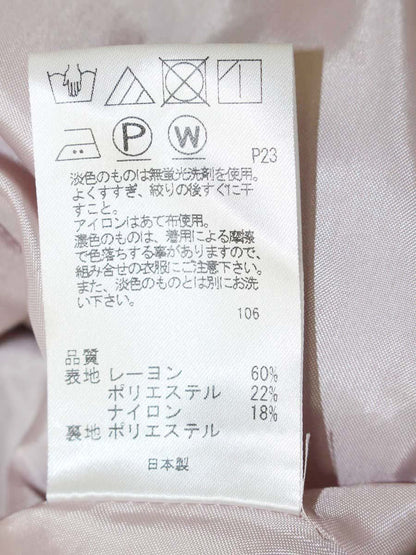 P W P23
淡色のものは無蛍光洗剤を使用。
よくすすぎ、絞りの後すぐに干
すこと。
アイロンはあて布使用。
濃色のものは、着用による摩擦
で色落ちする事がありますので、
組み合せの衣服にご注意下さい。
また、淡色のものとは別にお洗
い下さい。
106
品質
表地 レーヨン 60%
ポリエステル 22%
ナイロン 18%
裏地 ポリエステル
日本製